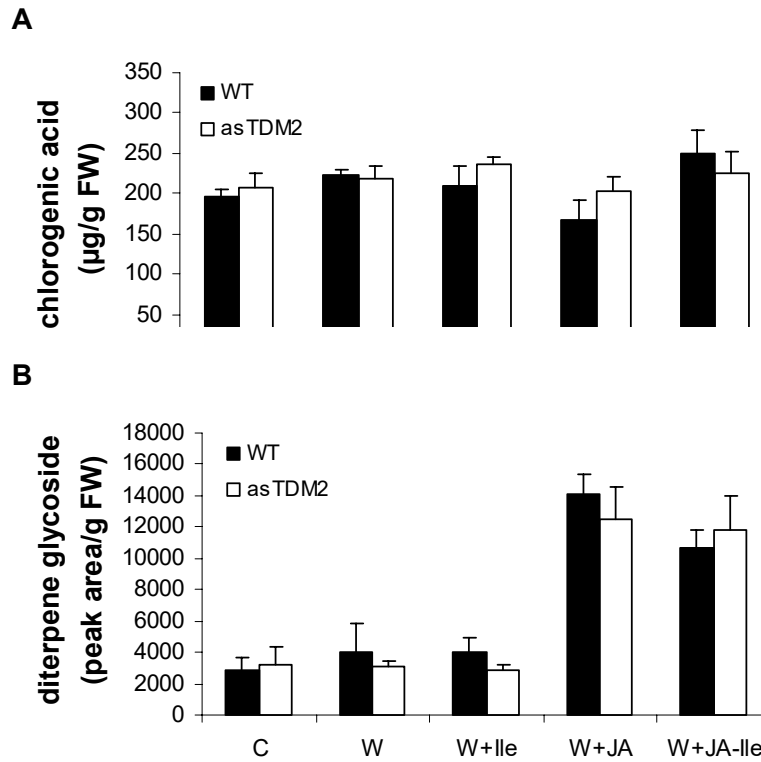 A
chlorogenic acid
(µg/g FW)
350
300
250
200
150
100
50
WT
asTDM2
B
diterpene glycoside
(peak area/g FW)
18000
16000
14000
12000
10000
8000
6000
4000
2000
0
WT
asTDM2
C
W
W+Ile
W+JA
W+JA-Ile